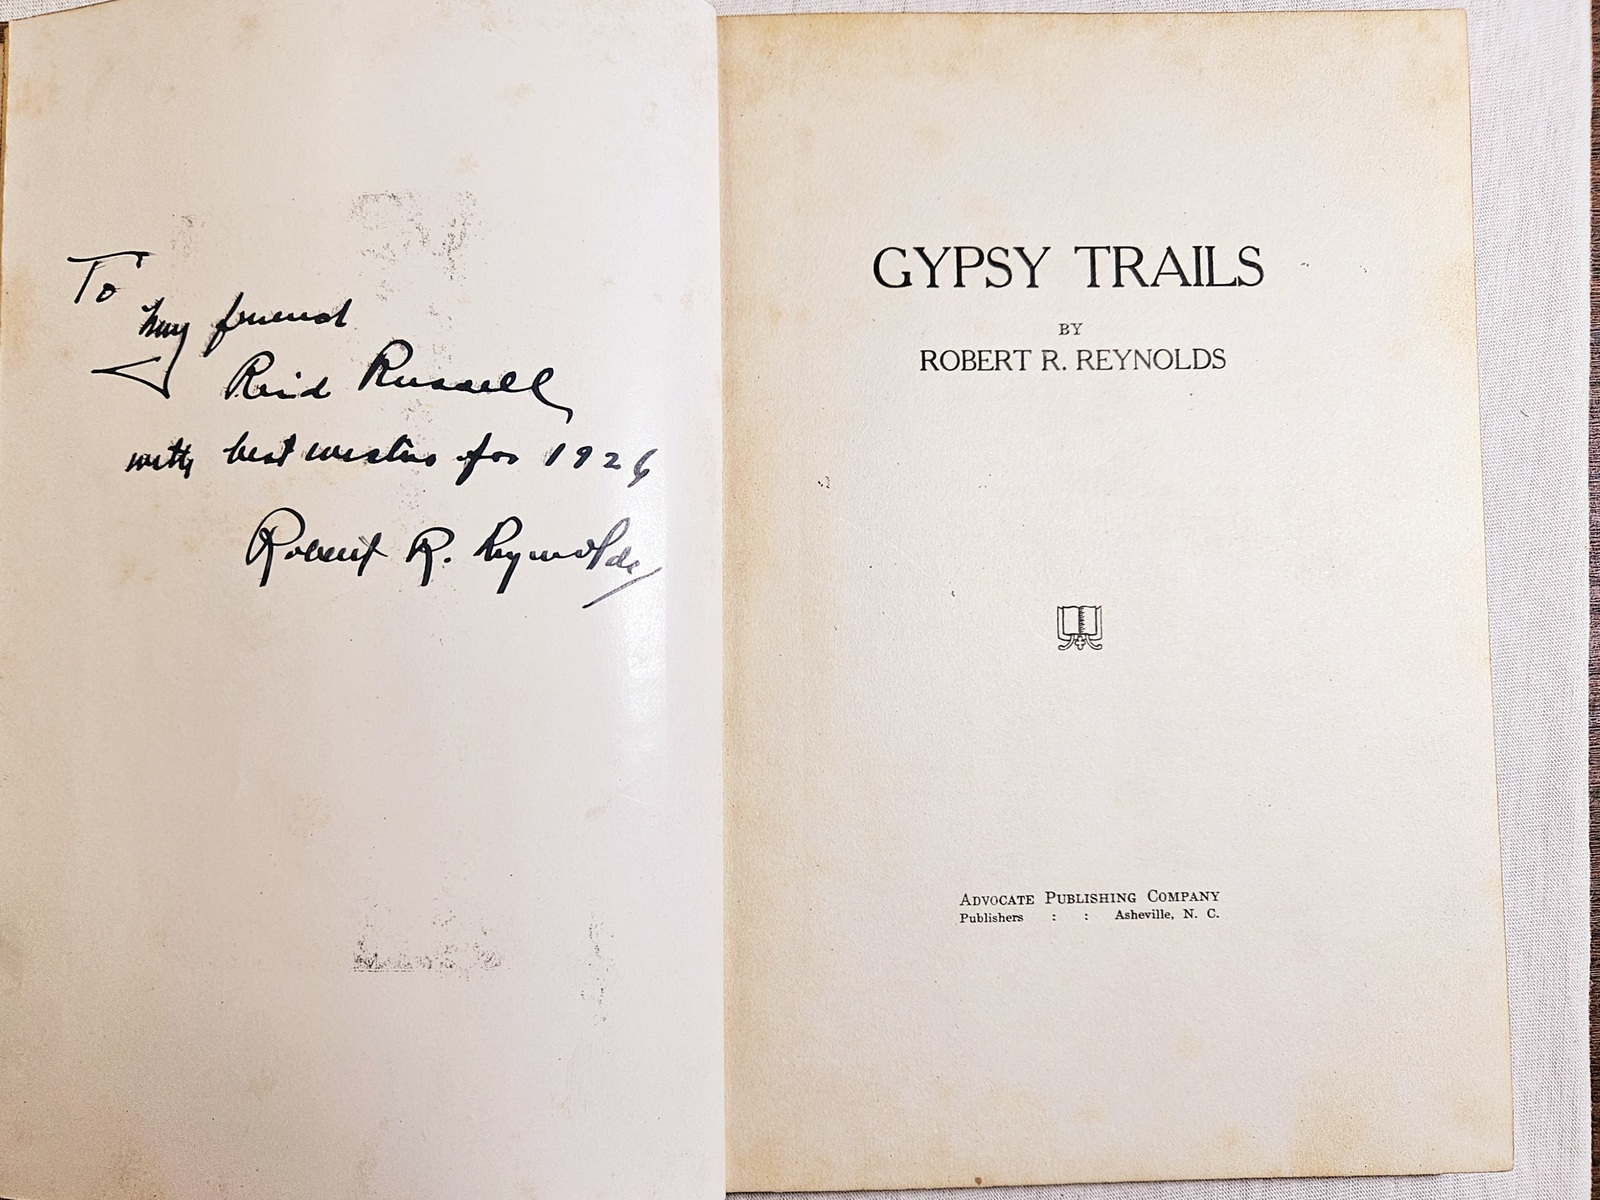 To
my friend
Reid Russell
with best wishes for 1926
Robert R. Reynolds
GYPSY TRAILS
BY
ROBERT R. REYNOLDS
ADVOCATE PUBLISHING COMPANY
Publishers : : Asheville, N. C.